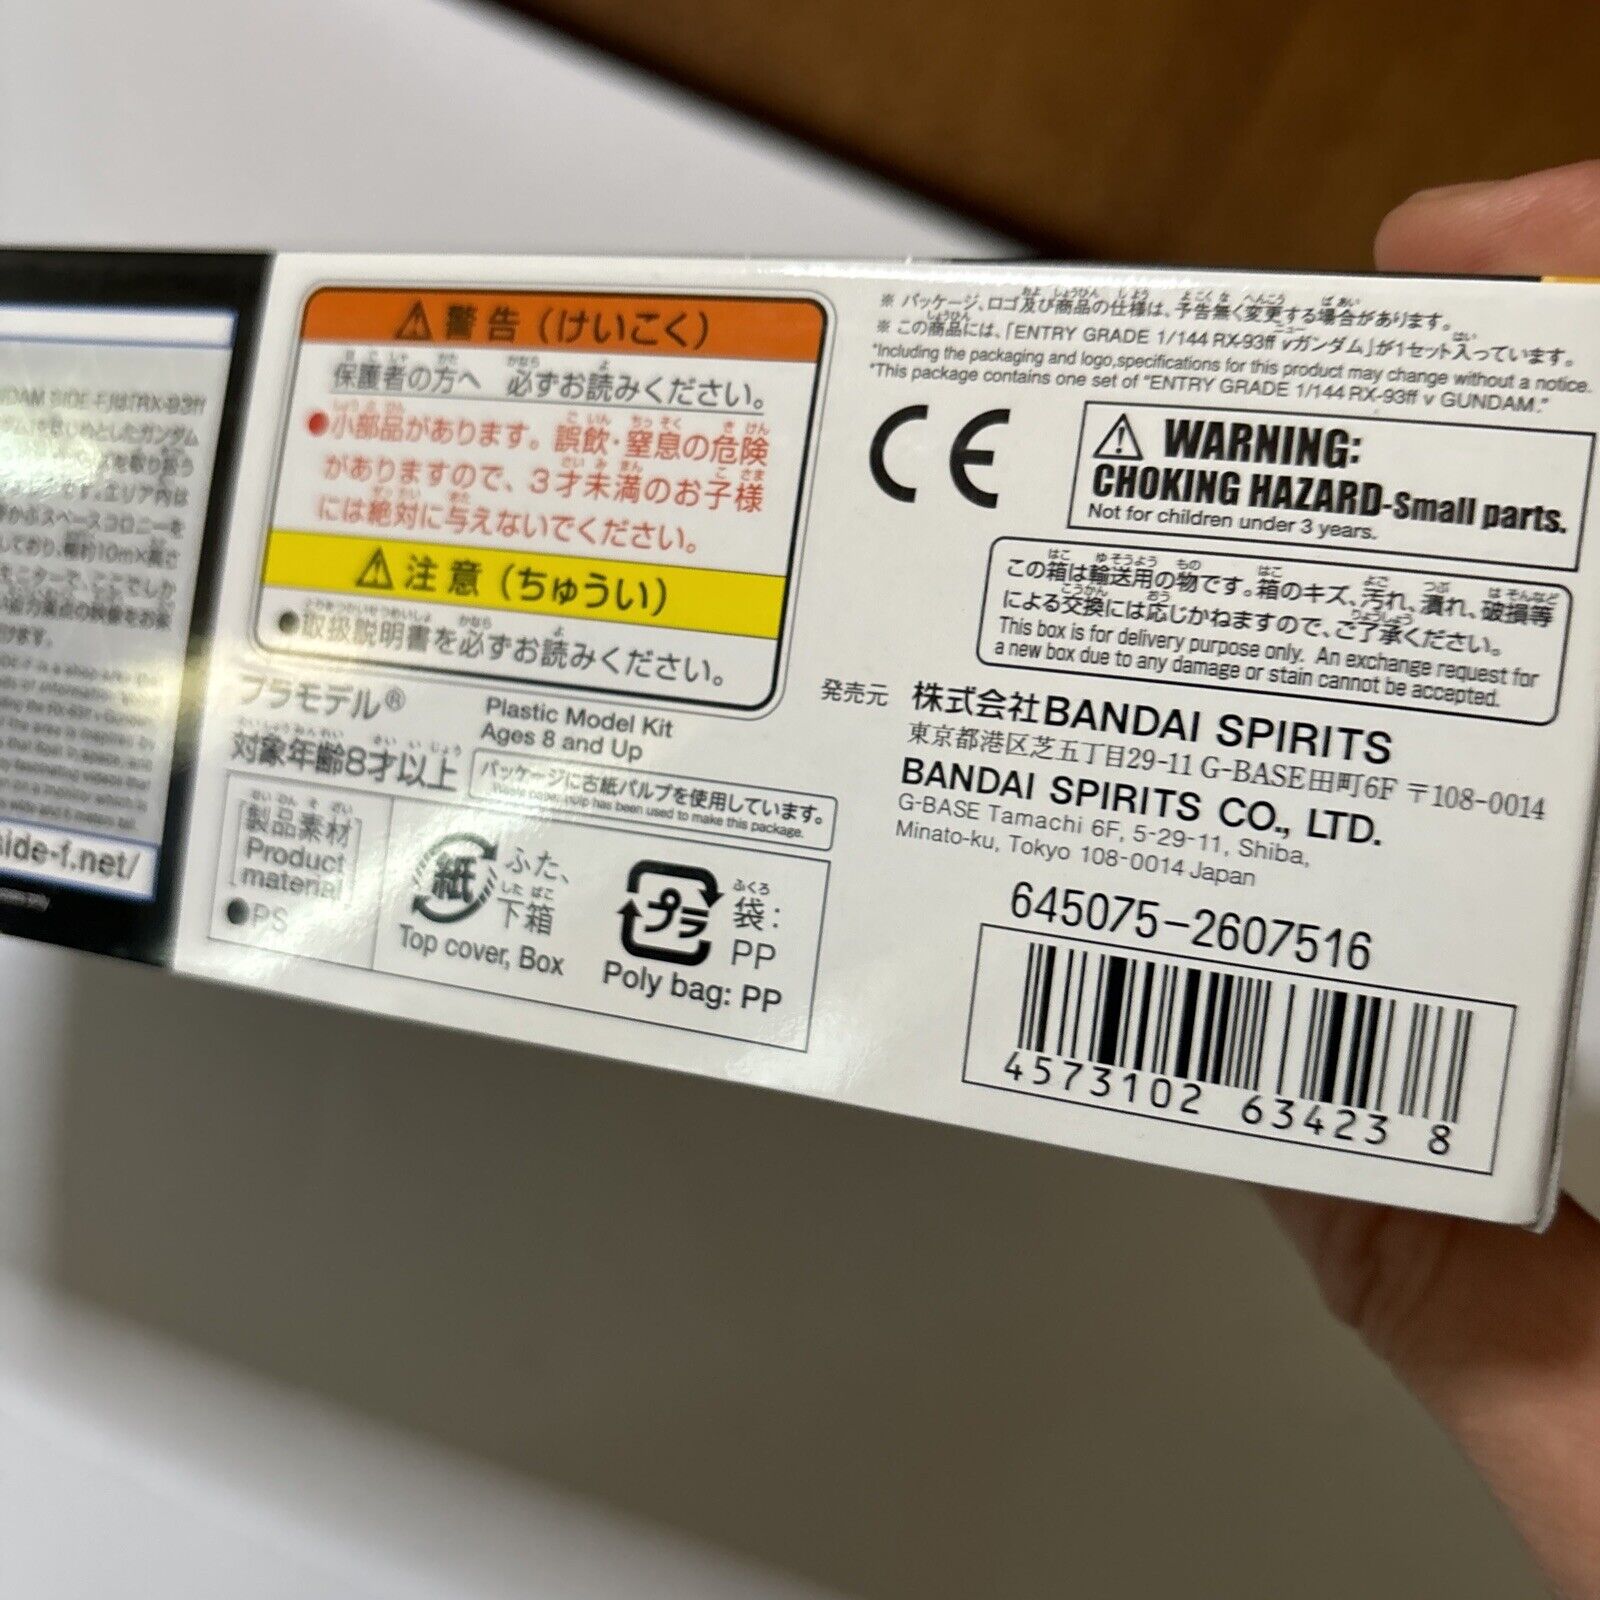 DAM SIDE-F」はRX-93ff
side-f.net/
警告（けいこく）
保護者の方へ 必ずお読みください。
●小部品があります。誤飲・窒息の危険
がありますので、3才未満のお子様
には絶対に与えないでください。
注意（ちゅうい）
●取扱説明書を必ずお読みください。
プラモデル®
対象年齢8才以上
Plastic Model Kit
Ages 8 and Up
パッケージに古紙パルプを使用しています。
Waste paper pulp has been used to make this package.
製品素材
Product
material
●PS
紙
ふた、
下箱
Top cover, Box
プラ
袋:
PP
Poly bag: PP
※ パッケージ、ロゴ及び商品の仕様は、予告無く変更する場合があります。
※ この商品には、「ENTRY GRADE 1/144 RX-93ff νガンダム」が1セット入っています。
*Including the packaging and logo,specifications for this product may change without a notice.
*This package contains one set of "ENTRY GRADE 1/144 RX-93ff ν GUNDAM."
CE
WARNING:
CHOKING HAZARD-Small parts.
Not for children under 3 years.
この箱は輸送用の物です。箱のキズ、汚れ、潰れ、破損等
による交換には応じかねますので、ご了承ください。
This box is for delivery purpose only. An exchange request for
a new box due to any damage or stain cannot be accepted.
発売元 株式会社BANDAI SPIRITS
東京都港区芝五丁目29-11 G-BASE田町6F 〒108-0014
BANDAI SPIRITS CO., LTD.
G-BASE Tamachi 6F, 5-29-11, Shiba,
Minato-ku, Tokyo 108-0014 Japan
645075-2607516
4573102 63423 8